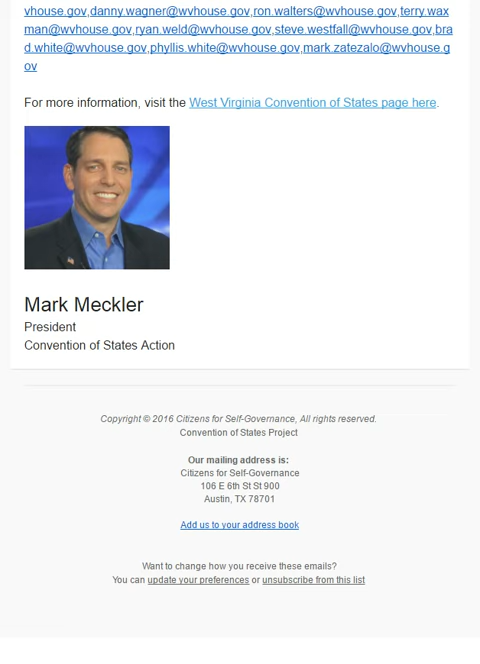 vhouse.gov,danny.wagner@wvhouse.gov,ron.walters@wvhouse.gov,terry.wax
man@wvhouse.gov,ryan.weld@wvhouse.gov,steve.westfall@wvhouse.gov,bra
d.white@wvhouse.gov,phyllis.white@wvhouse.gov,mark.zatezalo@wvhouse.g
ov
For more information, visit the West Virginia Convention of States page here.
Mark Meckler
President
Convention of States Action
Copyright © 2016 Citizens for Self-Governance, All rights reserved.
Convention of States Project
Our mailing address is:
Citizens for Self-Governance
106 E 6th St St 900
Austin, TX 78701
Add us to your address book
Want to change how you receive these emails?
You can update your preferences or unsubscribe from this list